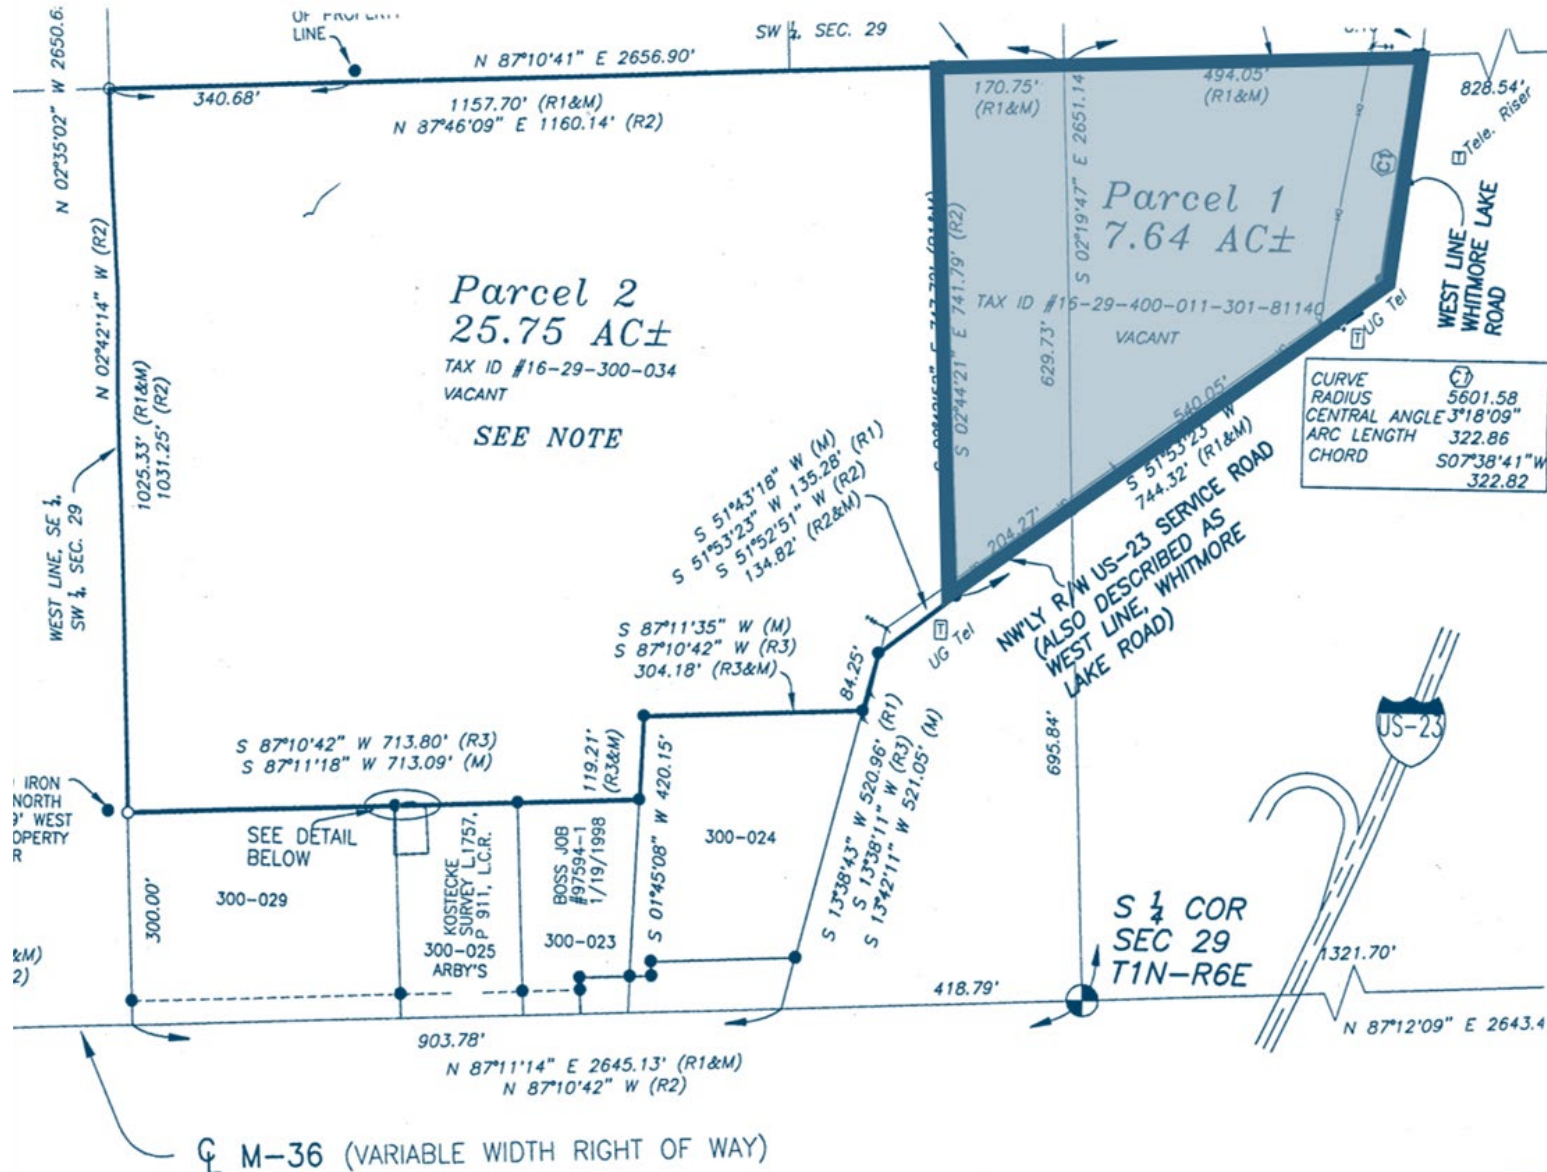 OF PROPERTY
LINE
SW ¼, SEC. 29
N 87°10'41" E 2656.90'
340.68'
1157.70' (R1&M)
N 87°46'09" E 1160.14' (R2)
170.75'
(R1&M)
494.05'
(R1&M)
828.54'
Tele. Riser
T
N 02°35'02" W 2650.6
N 02°42'14" W (R2)
1025.33' (R1&M)
1031.25' (R2)
WEST LINE, SE ¼,
SW ¼, SEC. 29
Parcel 2
25.75 AC±
TAX ID #16-29-300-034
VACANT
SEE NOTE
S 02°44'21" E 741.79' (R2)
S 02°19'47" E 2651.14'
629.73'
Parcel 1
7.64 AC±
TAX ID #16-29-400-011-301-81140
VACANT
C1
WEST LINE
WHITMORE LAKE
ROAD
UG Tel
T
CURVE C1
RADIUS 5601.58
CENTRAL ANGLE 3°18'09"
ARC LENGTH 322.86
CHORD S07°38'41"W
322.82
540.05'
S 51°53'23" W
744.32' (R1&M)
204.27'
NW'LY R/W US-23 SERVICE ROAD
(ALSO DESCRIBED AS
WEST LINE, WHITMORE
LAKE ROAD)
S 51°43'18" W (M)
S 51°53'23" W 135.28' (R1)
S 51°52'51" W (R2)
134.82' (R2&M)
T
UG Tel
S 87°11'35" W (M)
S 87°10'42" W (R3)
304.18' (R3&M)
84.25'
S 87°10'42" W 713.80' (R3)
S 87°11'18" W 713.09' (M)
119.21'
(R3&M)
S 01°45'08" W 420.15'
S 13°38'43" W 520.96' (R1)
S 13°38'11" W (R3)
S 13°42'11" W 521.05' (M)
695.84'
US-23
IRON
NORTH
9' WEST
OPERTY
R
SEE DETAIL
BELOW
300-029
300.00'
KOSTECKE
SURVEY L.1757,
P 911, L.C.R.
300-025
ARBY'S
BOSS JOB
#97594-1
1/19/1998
300-023
300-024
&M)
2)
S ¼ COR
SEC 29
T1N-R6E
1321.70'
418.79'
903.78'
N 87°11'14" E 2645.13' (R1&M)
N 87°10'42" W (R2)
N 87°12'09" E 2643.4
℄ M-36 (VARIABLE WIDTH RIGHT OF WAY)